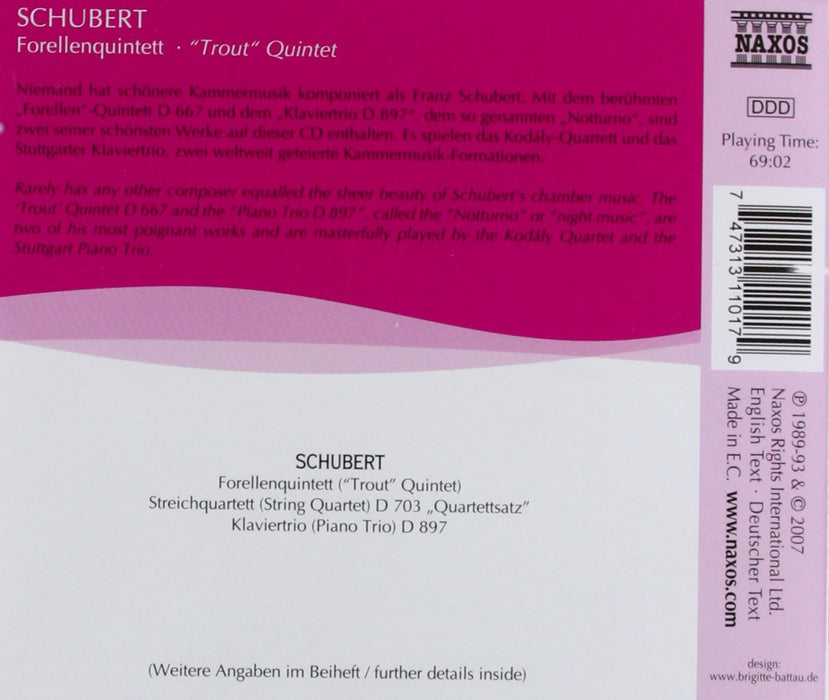 SCHUBERT
Forellenquintett · “Trout“ Quintet
Niemand hat schönere Kammermusik komponiert als Franz Schubert. Mit dem berühmten
„Forellen“-Quintett D 667 und dem „Klaviertrio D 897“, dem so genannten „Notturno“, sind
zwei seiner schönsten Werke auf dieser CD enthalten. Es spielen das Kodály-Quartett und das
Stuttgarter Klaviertrio, zwei weltweit gefeierte Kammermusik-Formationen.
Rarely has any other composer equalled the sheer beauty of Schubert's chamber music. The
'Trout' Quintet D 667 and the "Piano Trio D 897", called the "Notturno" or "night music", are
two of his most poignant works and are masterfully played by the Kodály Quartet and the
Stuttgart Piano Trio.
SCHUBERT
Forellenquintett (“Trout” Quintet)
Streichquartett (String Quartet) D 703 „Quartettsatz”
Klaviertrio (Piano Trio) D 897
(Weitere Angaben im Beiheft / further details inside)
NAXOS
DDD
Playing Time:
69:02
7 47313 11017 9
℗ 1989-93 & © 2007
Naxos Rights International Ltd.
English Text · Deutscher Text
Made in E.C. www.naxos.com
design:
www.brigitte-battau.de